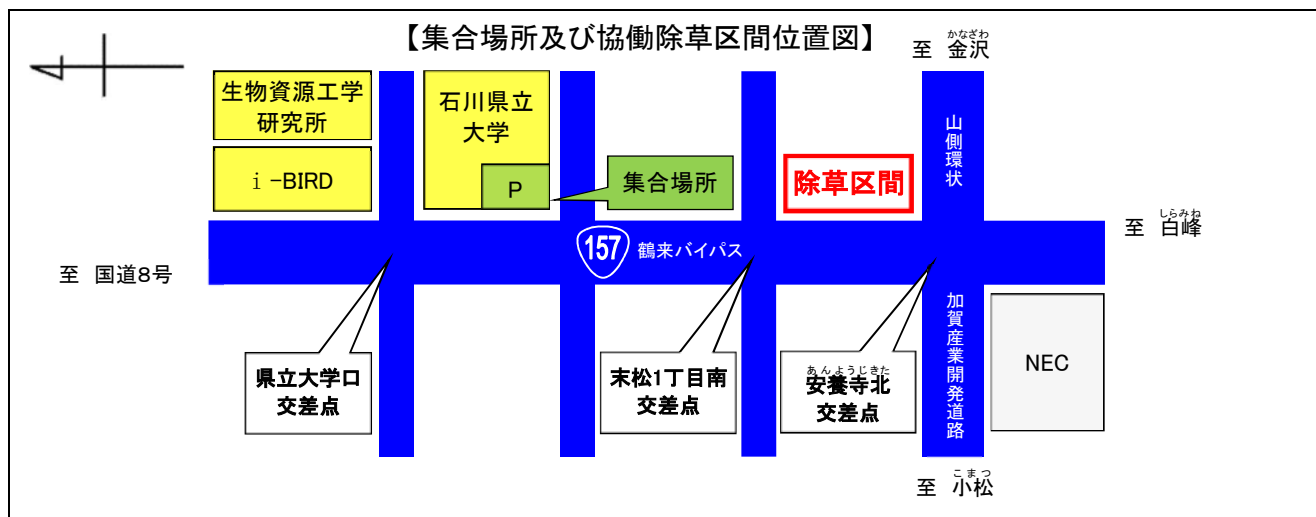 【集合場所及び協働除草区間位置図】
かなざわ
至 金沢
生物資源工学
研究所
石川県立
大学
山側環状
i-BIRD
P
集合場所
除草区間
しらみね
至 白峰
157
鶴来バイパス
至 国道8号
県立大学口
交差点
末松1丁目南
交差点
あんようじきた
安養寺北
交差点
加賀産業開発道路
NEC
こまつ
至 小松